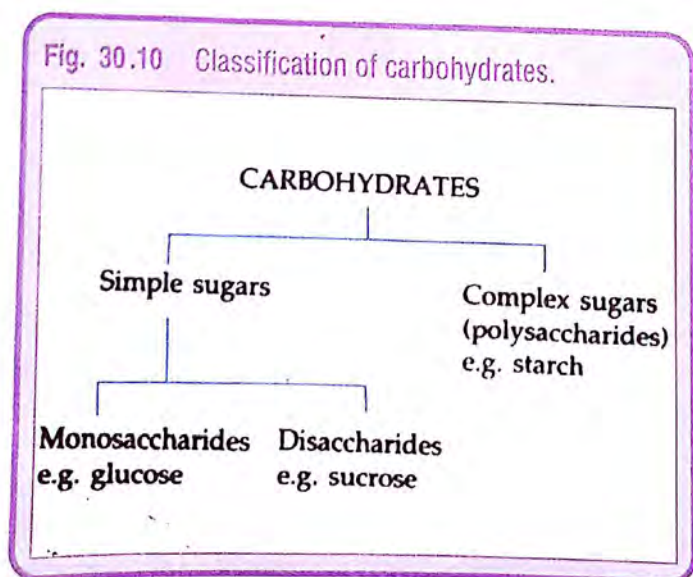 Fig. 30.10 Classification of carbohydrates.
CARBOHYDRATES
Simple sugars
Complex sugars
(polysaccharides)
e.g. starch
Monosaccharides
e.g. glucose
Disaccharides
e.g. sucrose